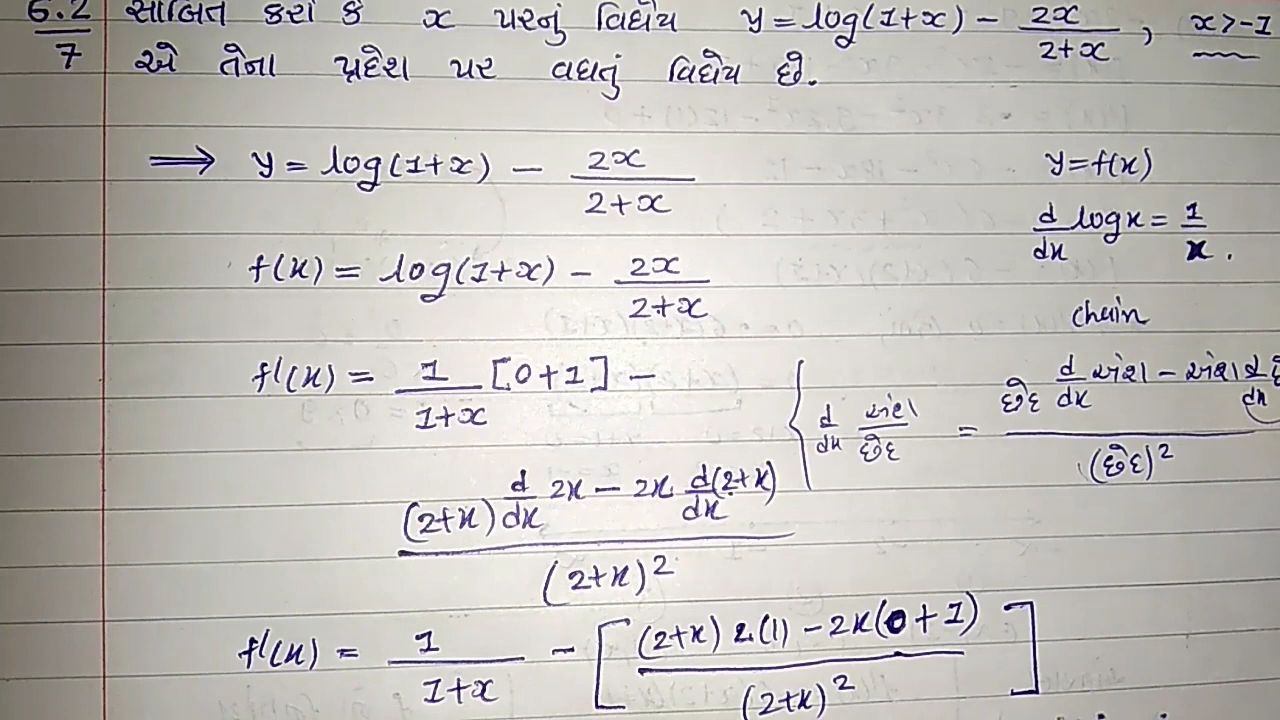 6.2/7 સાબિત કરો કે x પરનું વિધેય y = log(1+x) - 2x/(2+x), x>-1
એ તેના પ્રદેશ પર વધતું વિધેય છે.
⟹ y = log(1+x) - 2x/(2+x)
y = f(x)
d/dx log x = 1/x.
f(x) = log(1+x) - 2x/(2+x)
chain
f'(x) = 1/(1+x) [0+1] -
{ d/dx અંશ/છેદ = (છેદ d/dx અંશ - અંશ d/dx છે)/(છેદ)²
((2+x) d/dx 2x - 2x d/dx (2+x))/(2+x)²
f'(x) = 1/(1+x) - [ ((2+x) 2.(1) - 2x(0+1))/(2+x)² ]